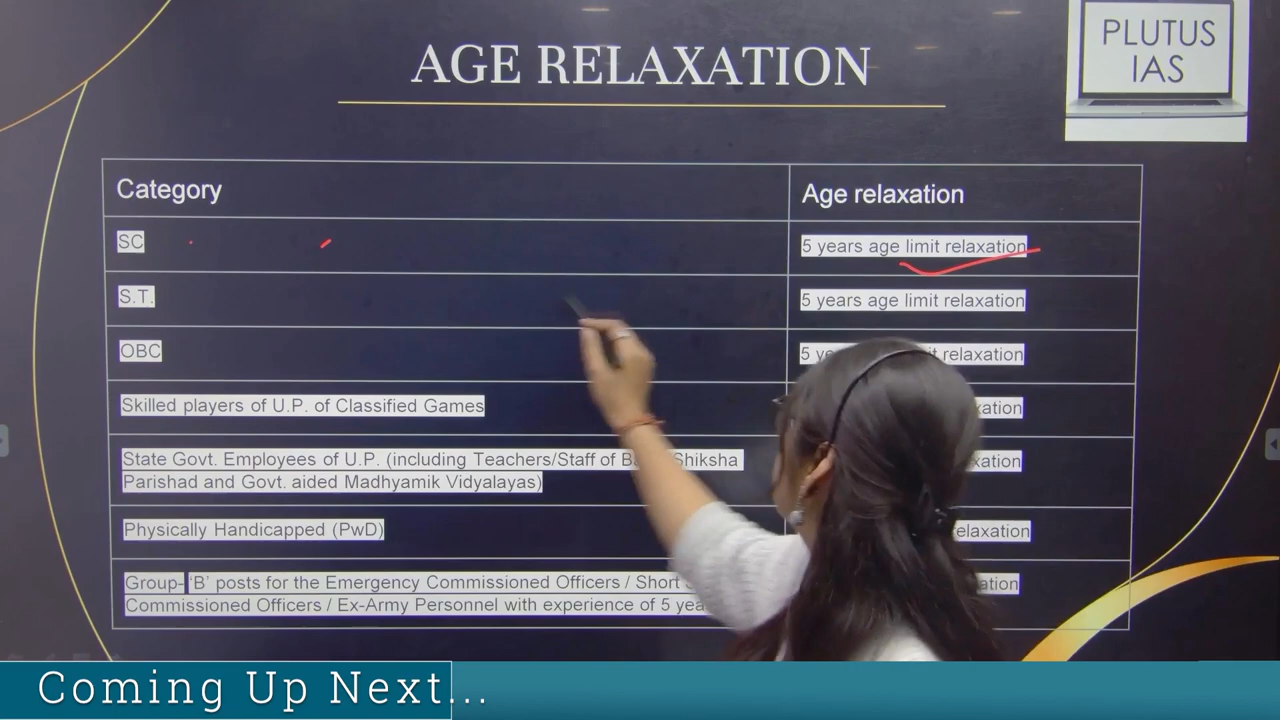 PLUTUS
IAS
AGE RELAXATION
Category
Age relaxation
SC
5 years age limit relaxation
S.T.
5 years age limit relaxation
OBC
relaxation
Skilled players of U.P. of Classified Games
State Govt. Employees of U.P. (including Teachers/Staff of Shiksha
Parishad and Govt. aided Madhyamik Vidyalayas)
Physically Handicapped (PwD)
Group- 'B' posts for the Emergency Commissioned Officers / Short
Commissioned Officers / Ex-Army Personnel with experience of 5
Coming Up Next...